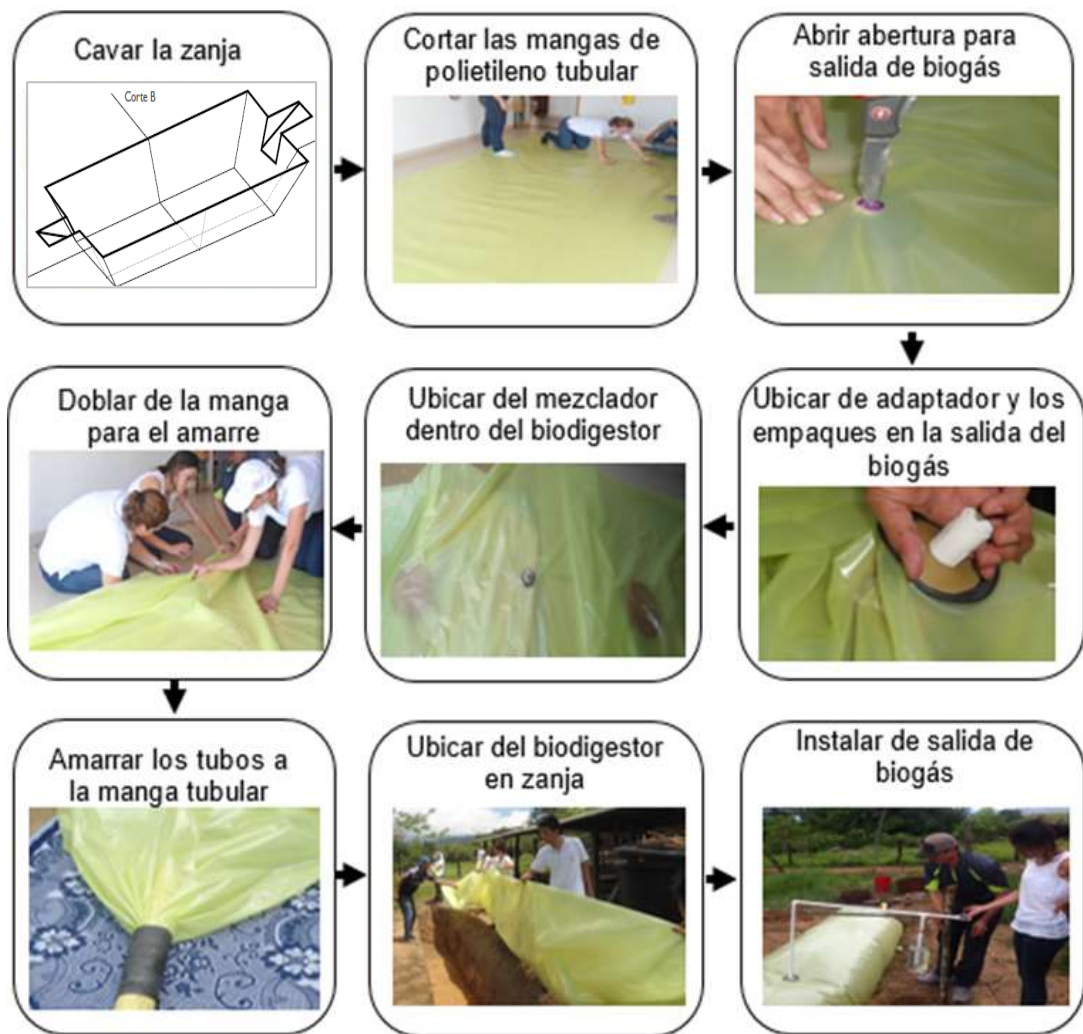 Cavar la zanja
Corte B
Cortar las mangas de
polietileno tubular
Abrir abertura para
salida de biogás
Ubicar de adaptador y los
empaques en la salida del
biogás
Ubicar del mezclador
dentro del biodigestor
Doblar de la manga
para el amarre
Amarrar los tubos a
la manga tubular
Ubicar del biodigestor
en zanja
Instalar de salida de
biogás